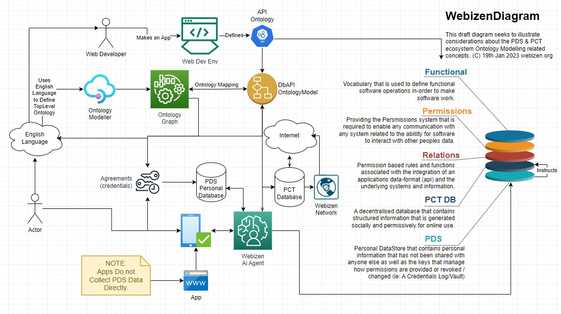 WebizenDiagram
This draft diagram seeks to illustrate
considerations about the PDS & PCT
ecosystem Ontology Modelling related
concepts. (C) 19th Jan 2023 webizen.org
API
Ontology
Makes an App
Defines
Web Developer
Web Dev Env
Uses
English
Language
to Define
TopLevel
Ontology
Ontology
Modeller
Ontology Mapping
Ontology
Graph
DbAPI
OntologyModel
English
Language
Internet
Agreements
(credentials)
PDS
Personal
Database
PCT
Database
Webizen
Network
Actor
Webizen
Ai Agent
NOTE:
Apps Do not
Collect PDS Data
Directly.
WWW
App
Functional
Vocabulary that is used to define functional
software operations in-order to make
software work.
Permissions
Providing the Persmissions system that is
required to enable any communication with
any system related to the ability for software
to interact with other peoples data.
Relations
Permission based rules and functions
associated with the integration of an
applications data-format (api) and the
underlying systems and information.
Instructs
PCT DB
A decentralised database that contains
structured information that is generated
socially and permissively for online use.
PDS
Personal DataStore that contains personal
information that has not been shared with
anyone else as well as the keys that manage
how permissions are provided or revoked /
changed (ie: A Credentials Log/Vault)